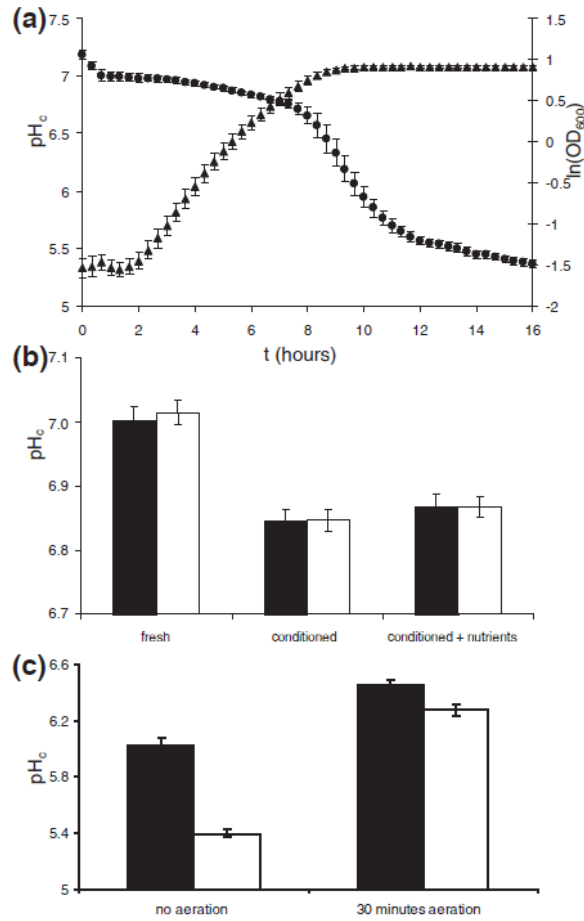 (a)
7.5
7
6.5
6
5.5
5
pHc
1.5
1
0.5
0
-0.5
-1
-1.5
-2
ln(OD600)
0 2 4 6 8 10 12 14 16
t (hours)
(b)
7.1
7.0
6.9
6.8
6.7
pHc
fresh conditioned conditioned + nutrients
(c)
6.6
6.2
5.8
5.4
5
pHc
no aeration 30 minutes aeration